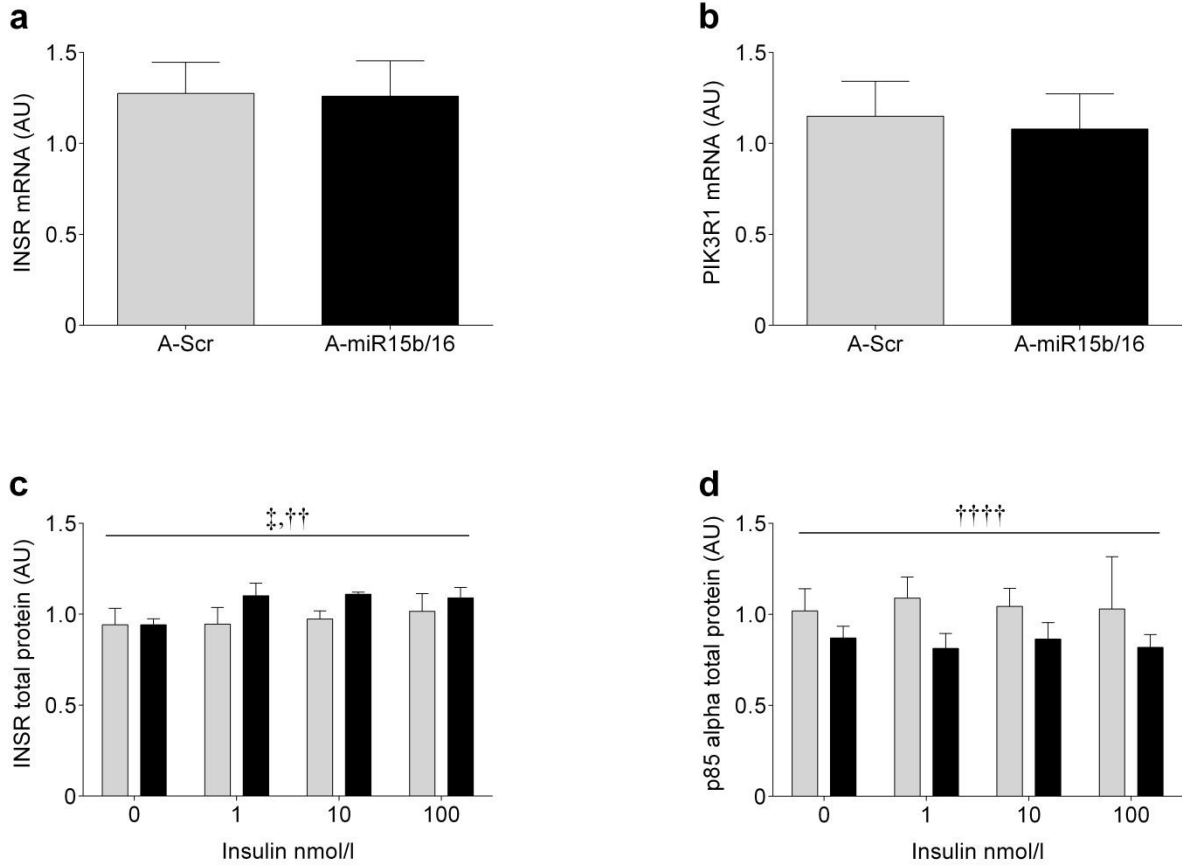 a
INSR mRNA (AU)
1.5
1.0
0.5
0
A-Scr A-miR15b/16
b
PIK3R1 mRNA (AU)
1.5
1.0
0.5
0
A-Scr A-miR15b/16
c
‡,††
INSR total protein (AU)
1.5
1.0
0.5
0
0 1 10 100
Insulin nmol/l
d
††††
p85 alpha total protein (AU)
1.5
1.0
0.5
0
0 1 10 100
Insulin nmol/l